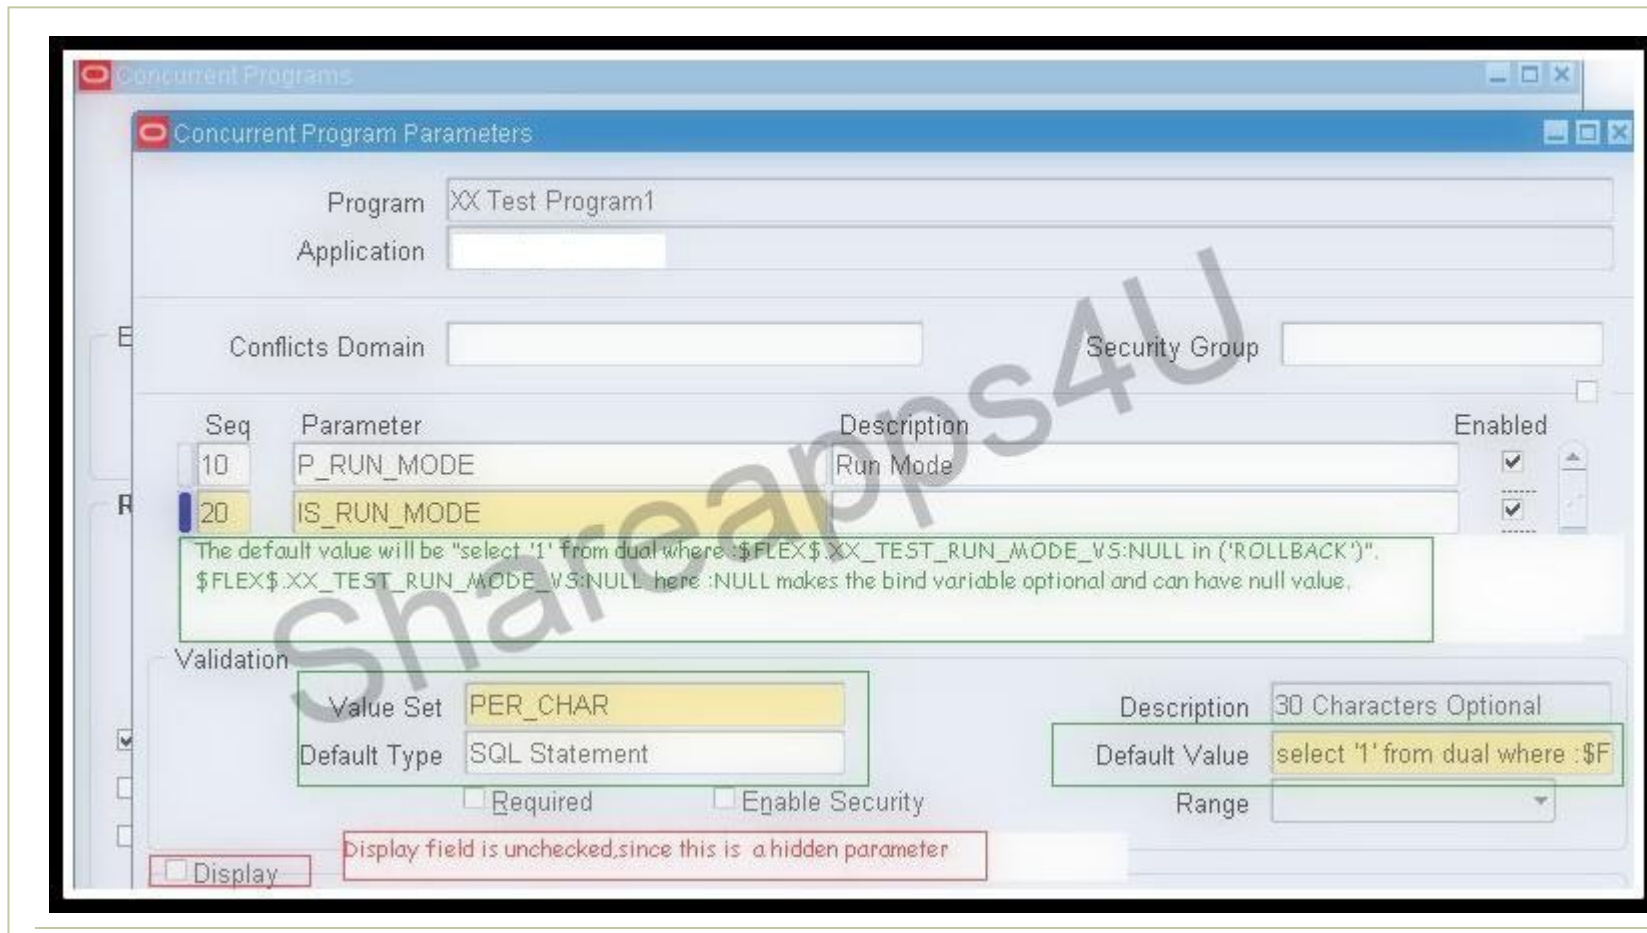 Concurrent Programs
Concurrent Program Parameters
Program XX Test Program1
Application
Conflicts Domain Security Group
Seq Parameter Description Enabled
10 P_RUN_MODE Run Mode
20 IS_RUN_MODE
The default value will be "select '1' from dual where :$FLEX$.XX_TEST_RUN_MODE_VS:NULL in ('ROLLBACK')".
$FLEX$.XX_TEST_RUN_MODE_VS:NULL here :NULL makes the bind variable optional and can have null value.
Validation
Value Set PER_CHAR Description 30 Characters Optional
Default Type SQL Statement Default Value select '1' from dual where :$F
Required Enable Security Range
Display field is unchecked,since this is a hidden parameter
Display
E
R
Shareapps4U